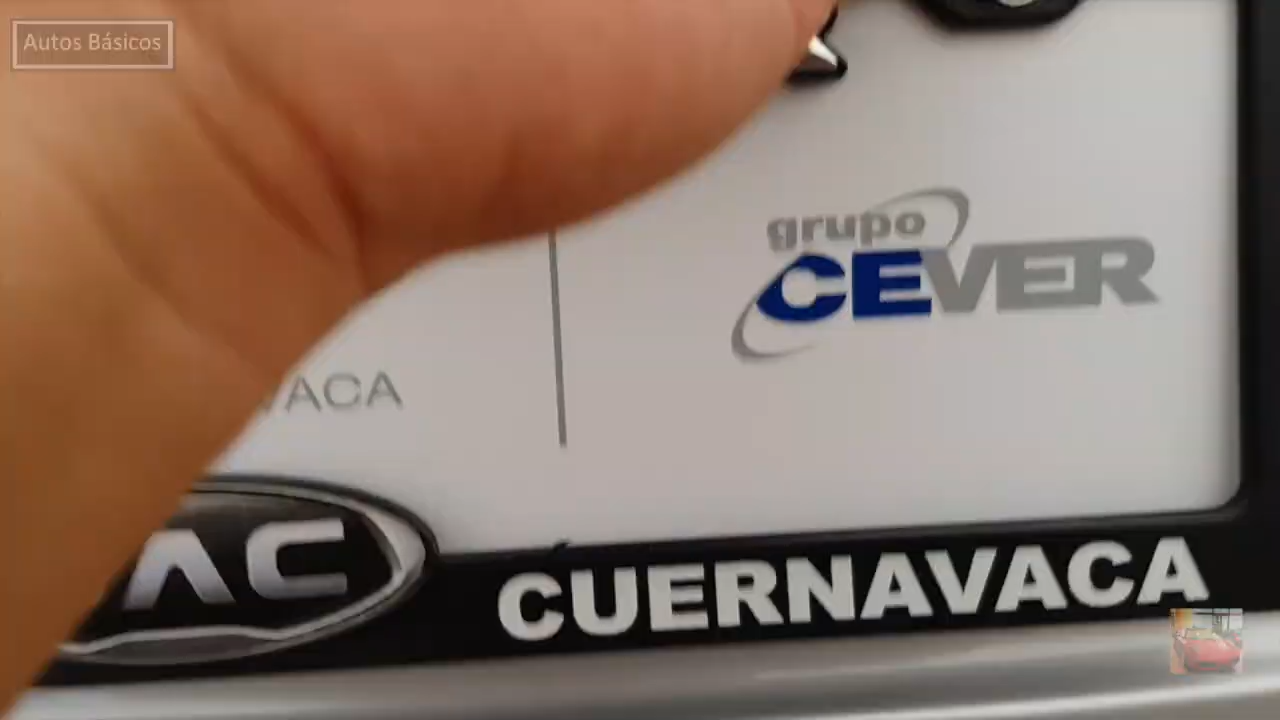 Autos Básicos
grupo
CEVER
VACA
AC
CUERNAVACA